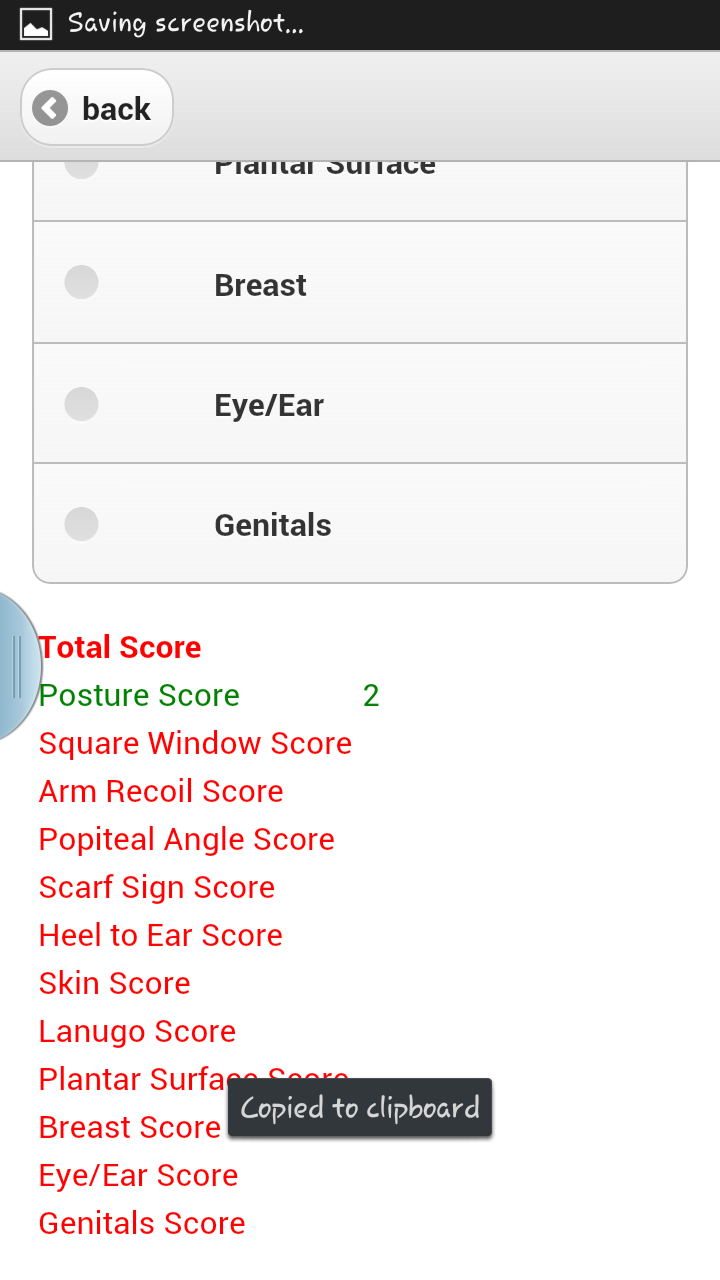 Saving screenshot...
back
Plantar Surface
Breast
Eye/Ear
Genitals
Total Score
Posture Score 2
Square Window Score
Arm Recoil Score
Popiteal Angle Score
Scarf Sign Score
Heel to Ear Score
Skin Score
Lanugo Score
Plantar Surface Score
Copied to clipboard
Breast Score
Eye/Ear Score
Genitals Score